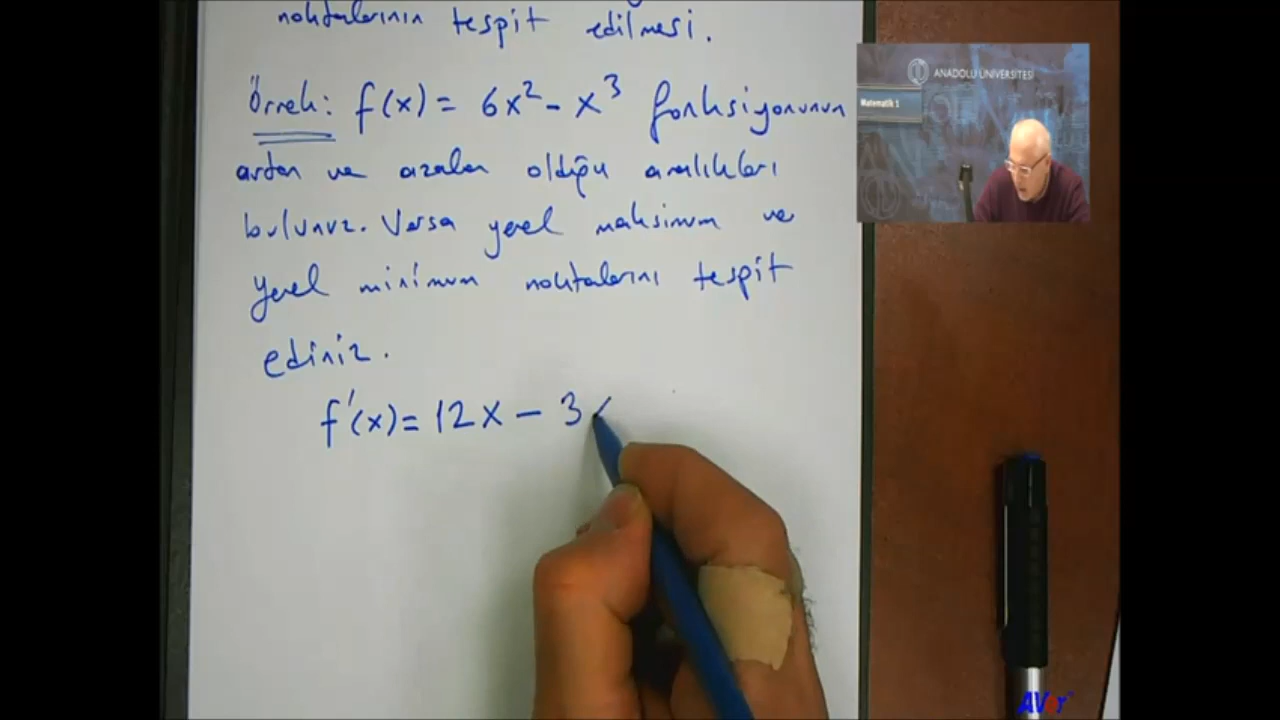 noktalarının tespit edilmesi.
Örnek: f(x) = 6x² - x³ fonksiyonunun
artan ve azalan olduğu aralıkları
bulunuz. Varsa yerel maksimum ve
yerel minimum noktalarını tespit
ediniz.
f'(x) = 12x - 3
ANADOLU ÜNİVERSİTESİ
Matematik 1
AVer